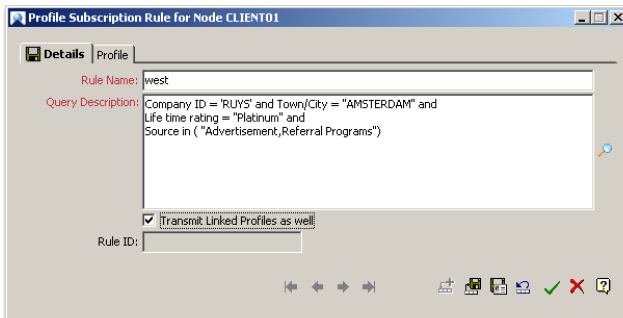 Profile Subscription Rule for Node CLIENT01
Details Profile
Rule Name: west
Query Description: Company ID = 'RUYS' and Town/City = "AMSTERDAM" and
Life time rating = "Platinum" and
Source in ( "Advertisement,Referral Programs")
Transmit Linked Profiles as well
Rule ID: